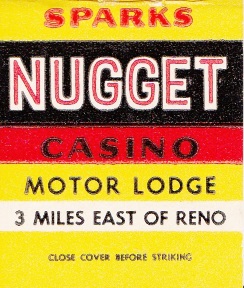 SPARKS
NUGGET
CASINO
MOTOR LODGE
3 MILES EAST OF RENO
CLOSE COVER BEFORE STRIKING